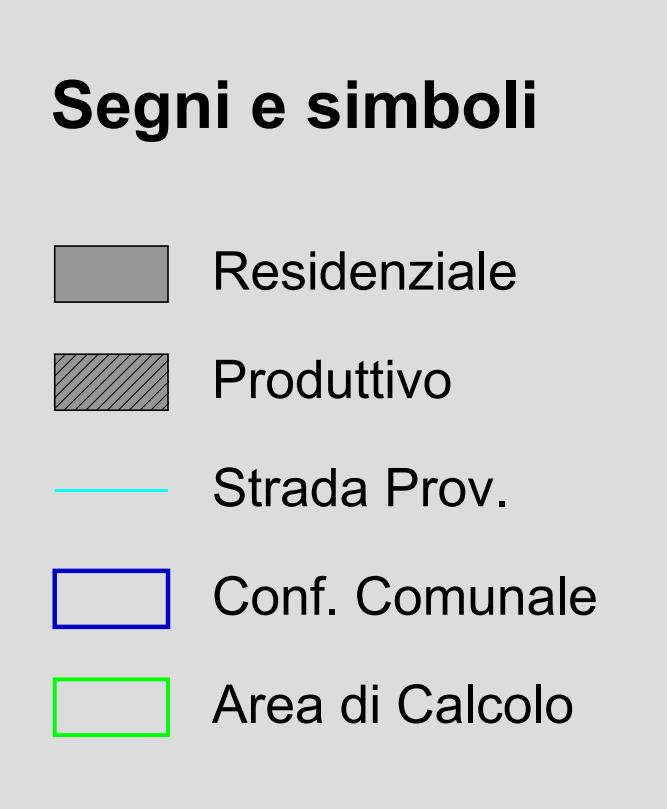 Segni e simboli
Residenziale
Produttivo
Strada Prov.
Conf. Comunale
Area di Calcolo